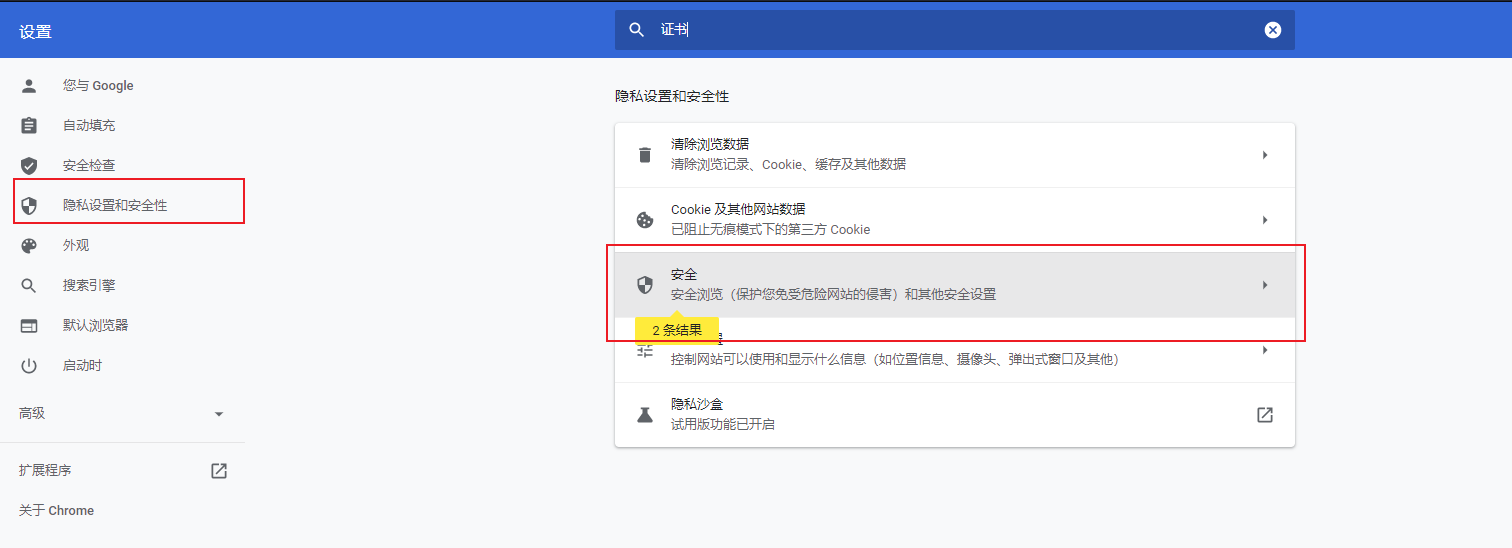 设置
证书
您与 Google
自动填充
安全检查
隐私设置和安全性
外观
搜索引擎
默认浏览器
启动时
高级
扩展程序
关于 Chrome
隐私设置和安全性
清除浏览数据
清除浏览记录、Cookie、缓存及其他数据
Cookie 及其他网站数据
已阻止无痕模式下的第三方 Cookie
安全
安全浏览（保护您免受危险网站的侵害）和其他安全设置
2 条结果
控制网站可以使用和显示什么信息（如位置信息、摄像头、弹出式窗口及其他）
隐私沙盒
试用版功能已开启